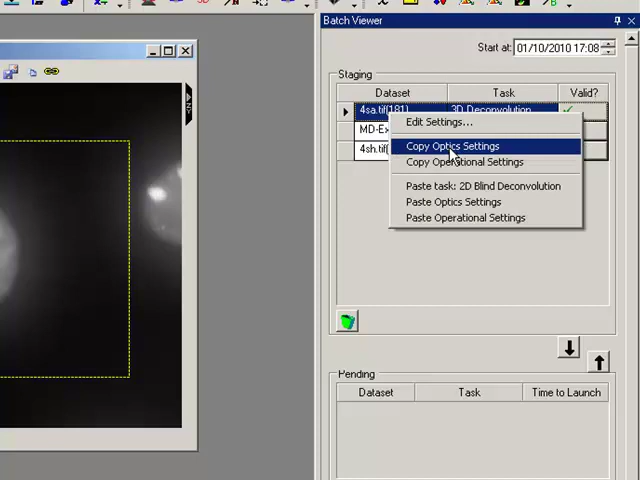 Batch Viewer
Start at: 01/10/2010 17:08
Staging
Dataset Task Valid?
4sa.tif(181) 3D Deconvolution
MD-Ex
4sh.tif(
Edit Settings...
Copy Optics Settings
Copy Operational Settings
Paste task: 2D Blind Deconvolution
Paste Optics Settings
Paste Operational Settings
Pending
Dataset Task Time to Launch